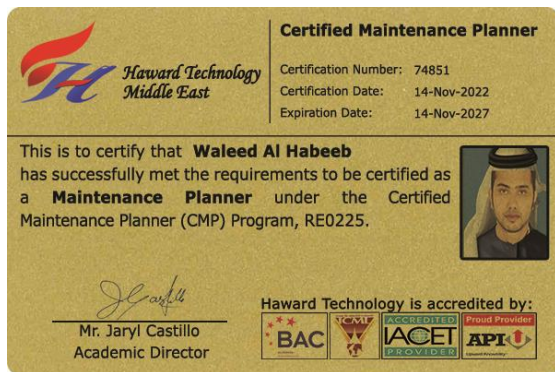 Haward Technology
Middle East
Certified Maintenance Planner
Certification Number: 74851
Certification Date: 14-Nov-2022
Expiration Date: 14-Nov-2027
This is to certify that Waleed Al Habeeb
has successfully met the requirements to be certified as
a Maintenance Planner under the Certified
Maintenance Planner (CMP) Program, RE0225.
Mr. Jaryl Castillo
Academic Director
Haward Technology is accredited by:
BAC
ACCREDITED
IACET
PROVIDER
Proud Provider
API